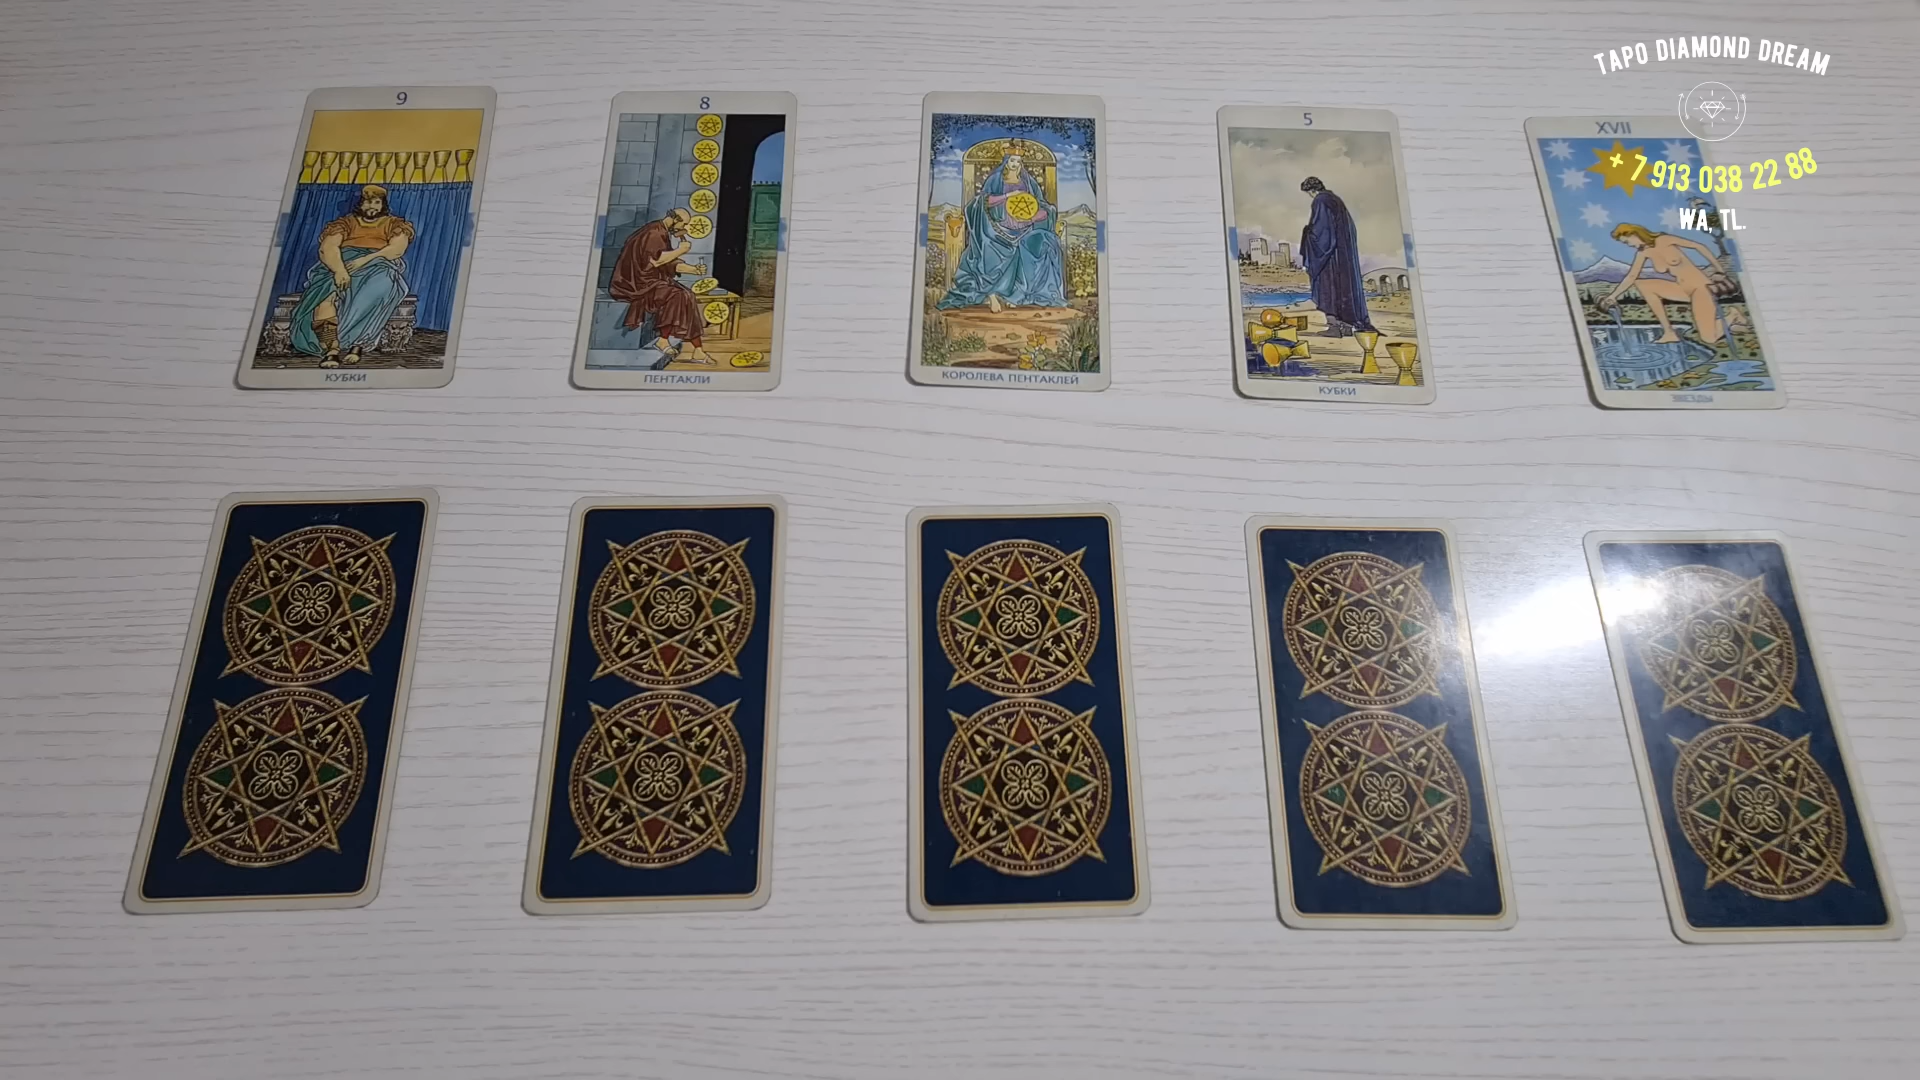 TAPO DIAMOND DREAM
+ 7 913 038 22 88
WA, TL.
9
КУБКИ
8
ПЕНТАКЛИ
КОРОЛЕВА ПЕНТАКЛЕЙ
5
КУБКИ
XVII
ЗВЕЗДЫ